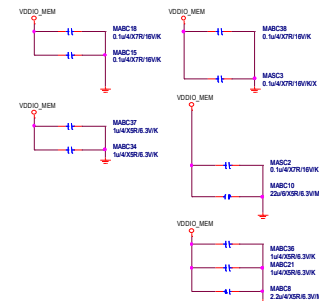 VDDIO_MEM
MABC18
0.1u/4/X7R/16V/K
MABC15
0.1u/4/X7R/16V/K
VDDIO_MEM
MABC38
0.1u/4/X7R/16V/K
MASC3
0.1u/4/X7R/16V/K/X
VDDIO_MEM
MABC37
1u/4/X5R/6.3V/K
MABC34
1u/4/X5R/6.3V/K
VDDIO_MEM
MASC2
0.1u/4/X7R/16V/K
MABC10
22u/6/X5R/6.3V/M
VDDIO_MEM
MABC36
1u/4/X5R/6.3V/K
MABC21
1u/4/X5R/6.3V/K
MABC8
2.2u/4/X5R/6.3V/M